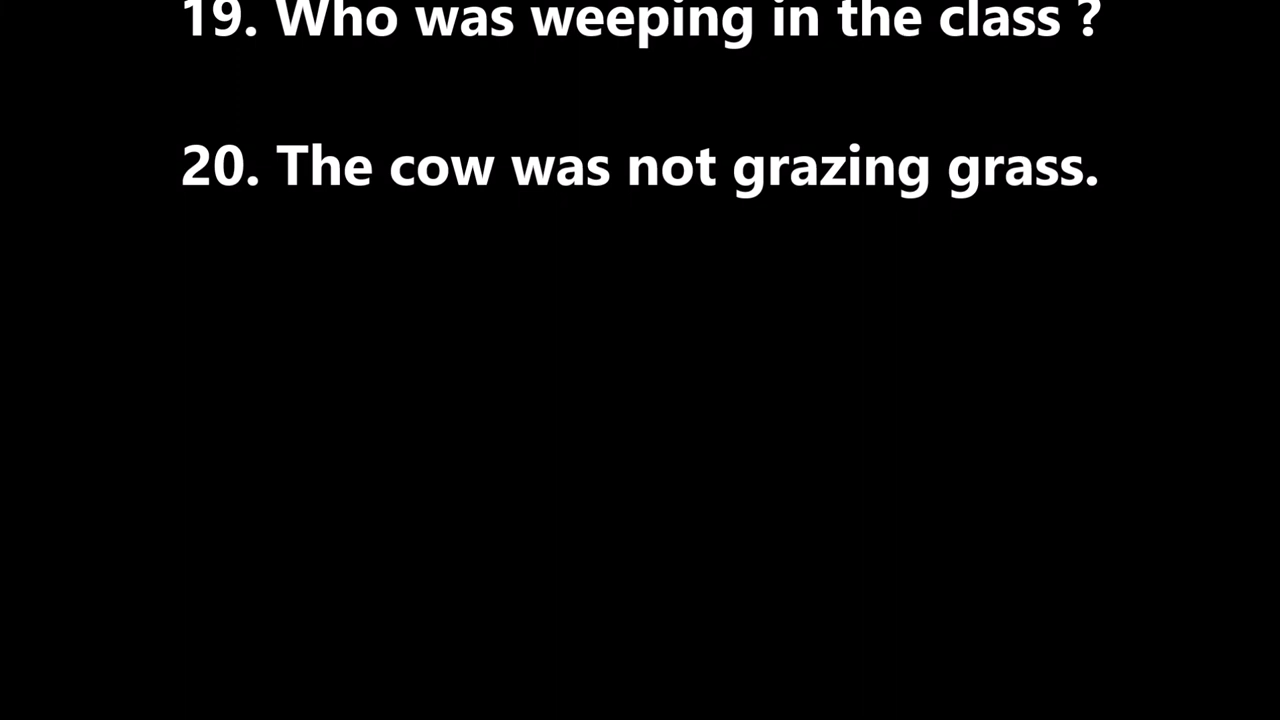 19. Who was weeping in the class ?
20. The cow was not grazing grass.